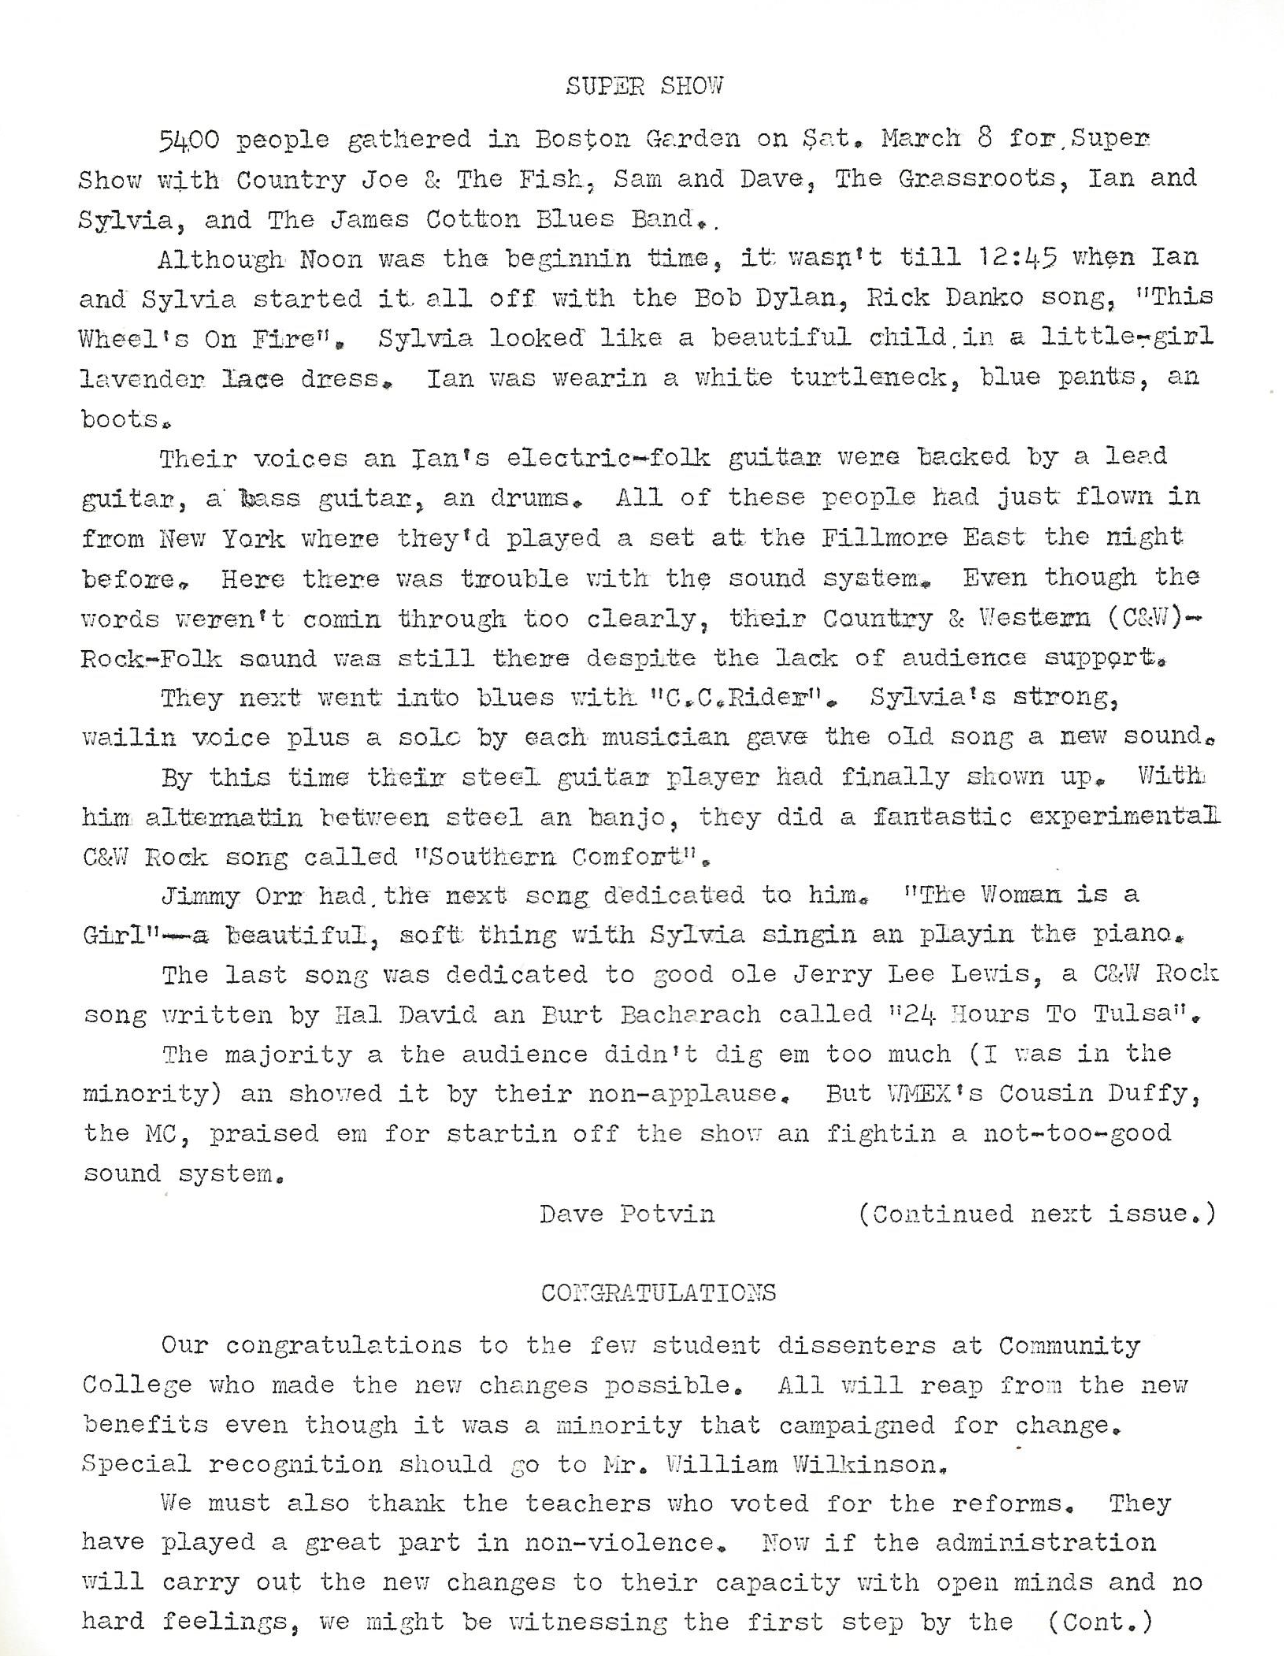 SUPER SHOW
5400 people gathered in Boston Garden on Sat. March 8 for Super
Show with Country Joe & The Fish, Sam and Dave, The Grassroots, Ian and
Sylvia, and The James Cotton Blues Band..
Although Noon was the beginnin time, it wasn't till 12:45 when Ian
and Sylvia started it all off with the Bob Dylan, Rick Danko song, "This
Wheel's On Fire". Sylvia looked like a beautiful child in a little-girl
lavender lace dress. Ian was wearin a white turtleneck, blue pants, an
boots.
Their voices an Ian's electric-folk guitar were backed by a lead
guitar, a bass guitar, an drums. All of these people had just flown in
from New York where they'd played a set at the Fillmore East the night
before. Here there was trouble with the sound system. Even though the
words weren't comin through too clearly, their Country & Western (C&W)-
Rock-Folk sound was still there despite the lack of audience support.
They next went into blues with "C.C.Rider". Sylvia's strong,
wailin voice plus a solo by each musician gave the old song a new sound.
By this time their steel guitar player had finally shown up. With
him alternatin between steel an banjo, they did a fantastic experimental
C&W Rock song called "Southern Comfort".
Jimmy Orr had the next song dedicated to him. "The Woman is a
Girl"--a beautiful, soft thing with Sylvia singin an playin the piano.
The last song was dedicated to good ole Jerry Lee Lewis, a C&W Rock
song written by Hal David an Burt Bacharach called "24 Hours To Tulsa".
The majority a the audience didn't dig em too much (I was in the
minority) an showed it by their non-applause. But WMEX's Cousin Duffy,
the MC, praised em for startin off the show an fightin a not-too-good
sound system.
Dave Potvin (Continued next issue.)
CONGRATULATIONS
Our congratulations to the few student dissenters at Community
College who made the new changes possible. All will reap from the new
benefits even though it was a minority that campaigned for change.
Special recognition should go to Mr. William Wilkinson.
We must also thank the teachers who voted for the reforms. They
have played a great part in non-violence. Now if the administration
will carry out the new changes to their capacity with open minds and no
hard feelings, we might be witnessing the first step by the (Cont.)